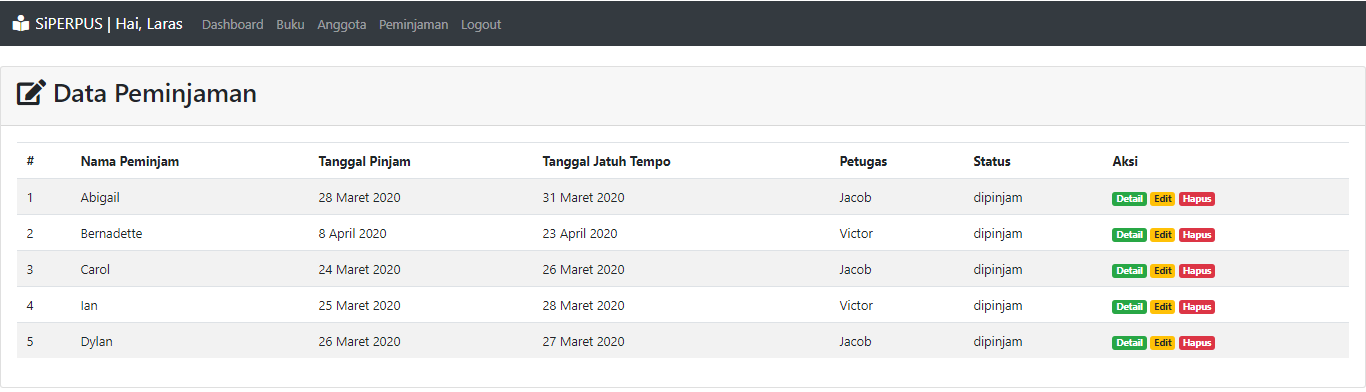 SiPERPUS | Hai, Laras Dashboard Buku Anggota Peminjaman Logout
Data Peminjaman
# Nama Peminjam Tanggal Pinjam Tanggal Jatuh Tempo Petugas Status Aksi
1 Abigail 28 Maret 2020 31 Maret 2020 Jacob dipinjam Detail Edit Hapus
2 Bernadette 8 April 2020 23 April 2020 Victor dipinjam Detail Edit Hapus
3 Carol 24 Maret 2020 26 Maret 2020 Jacob dipinjam Detail Edit Hapus
4 Ian 25 Maret 2020 28 Maret 2020 Victor dipinjam Detail Edit Hapus
5 Dylan 26 Maret 2020 27 Maret 2020 Jacob dipinjam Detail Edit Hapus